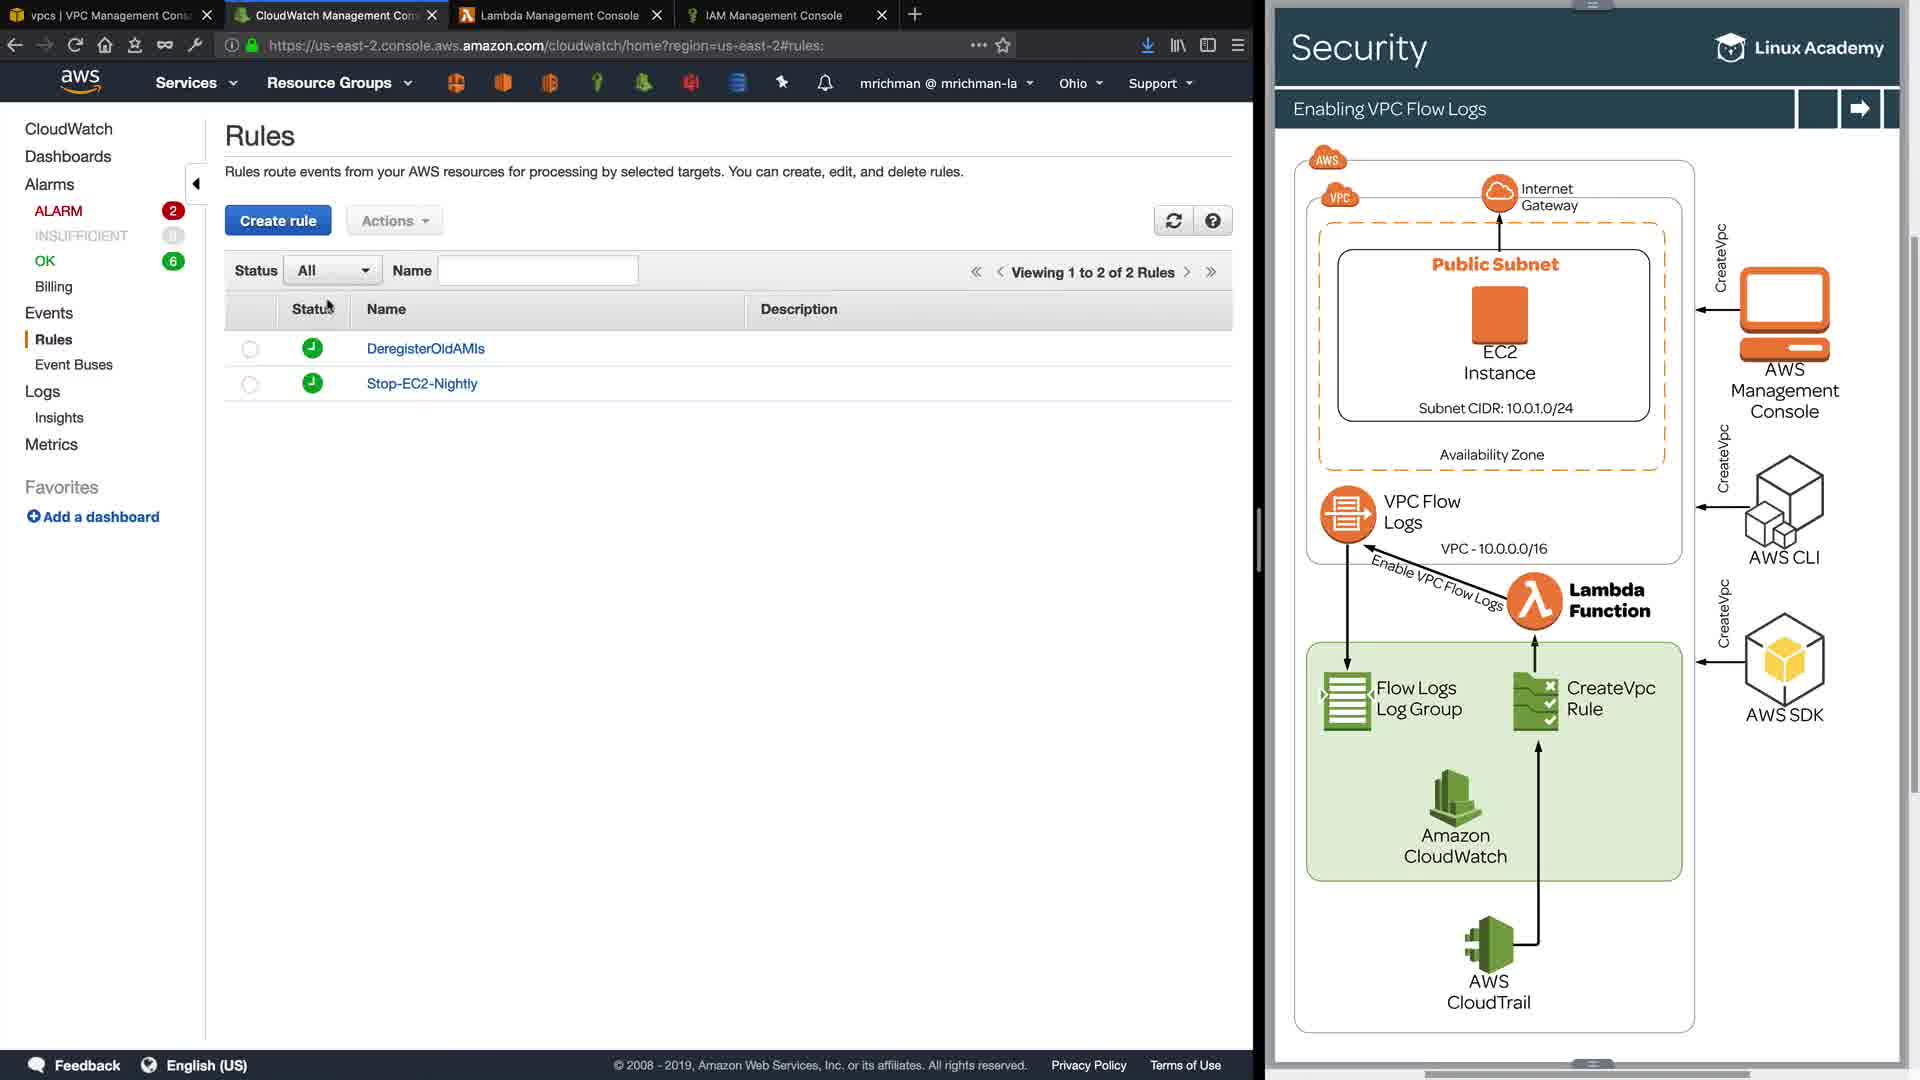 vpcs | VPC Management Cons
CloudWatch Management Con
Lambda Management Console
IAM Management Console
https://us-east-2.console.aws.amazon.com/cloudwatch/home?region=us-east-2#rules:
aws
Services
Resource Groups
mrichman @ mrichman-la
Ohio
Support
CloudWatch
Dashboards
Alarms
ALARM 2
INSUFFICIENT
OK 6
Billing
Events
Rules
Event Buses
Logs
Insights
Metrics
Favorites
Add a dashboard
Rules
Rules route events from your AWS resources for processing by selected targets. You can create, edit, and delete rules.
Create rule
Actions
Status All Name
Viewing 1 to 2 of 2 Rules
Status Name Description
DeregisterOldAMIs
Stop-EC2-Nightly
Feedback
English (US)
© 2008 - 2019, Amazon Web Services, Inc. or its affiliates. All rights reserved.
Privacy Policy
Terms of Use
Security
Linux Academy
Enabling VPC Flow Logs
AWS
VPC
Internet
Gateway
Public Subnet
EC2
Instance
Subnet CIDR: 10.0.1.0/24
Availability Zone
VPC Flow
Logs
VPC - 10.0.0.0/16
Enable VPC Flow Logs
Lambda
Function
Flow Logs
Log Group
CreateVpc
Rule
Amazon
CloudWatch
AWS
CloudTrail
CreateVpc
AWS
Management
Console
CreateVpc
AWS CLI
CreateVpc
AWS SDK